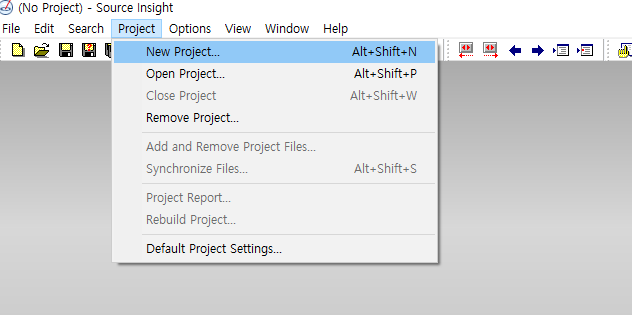 (No Project) - Source Insight
File Edit Search Project Options View Window Help
New Project... Alt+Shift+N
Open Project... Alt+Shift+P
Close Project Alt+Shift+W
Remove Project...
Add and Remove Project Files...
Synchronize Files... Alt+Shift+S
Project Report...
Rebuild Project...
Default Project Settings...